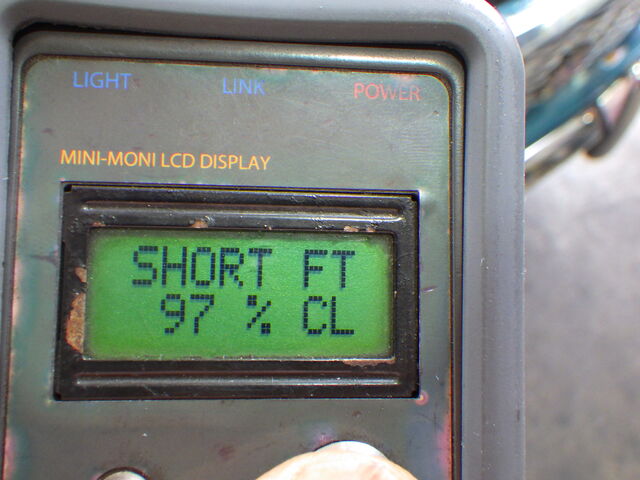 LIGHT LINK POWER
MINI-MONI LCD DISPLAY
SHORT FT
97 % CL